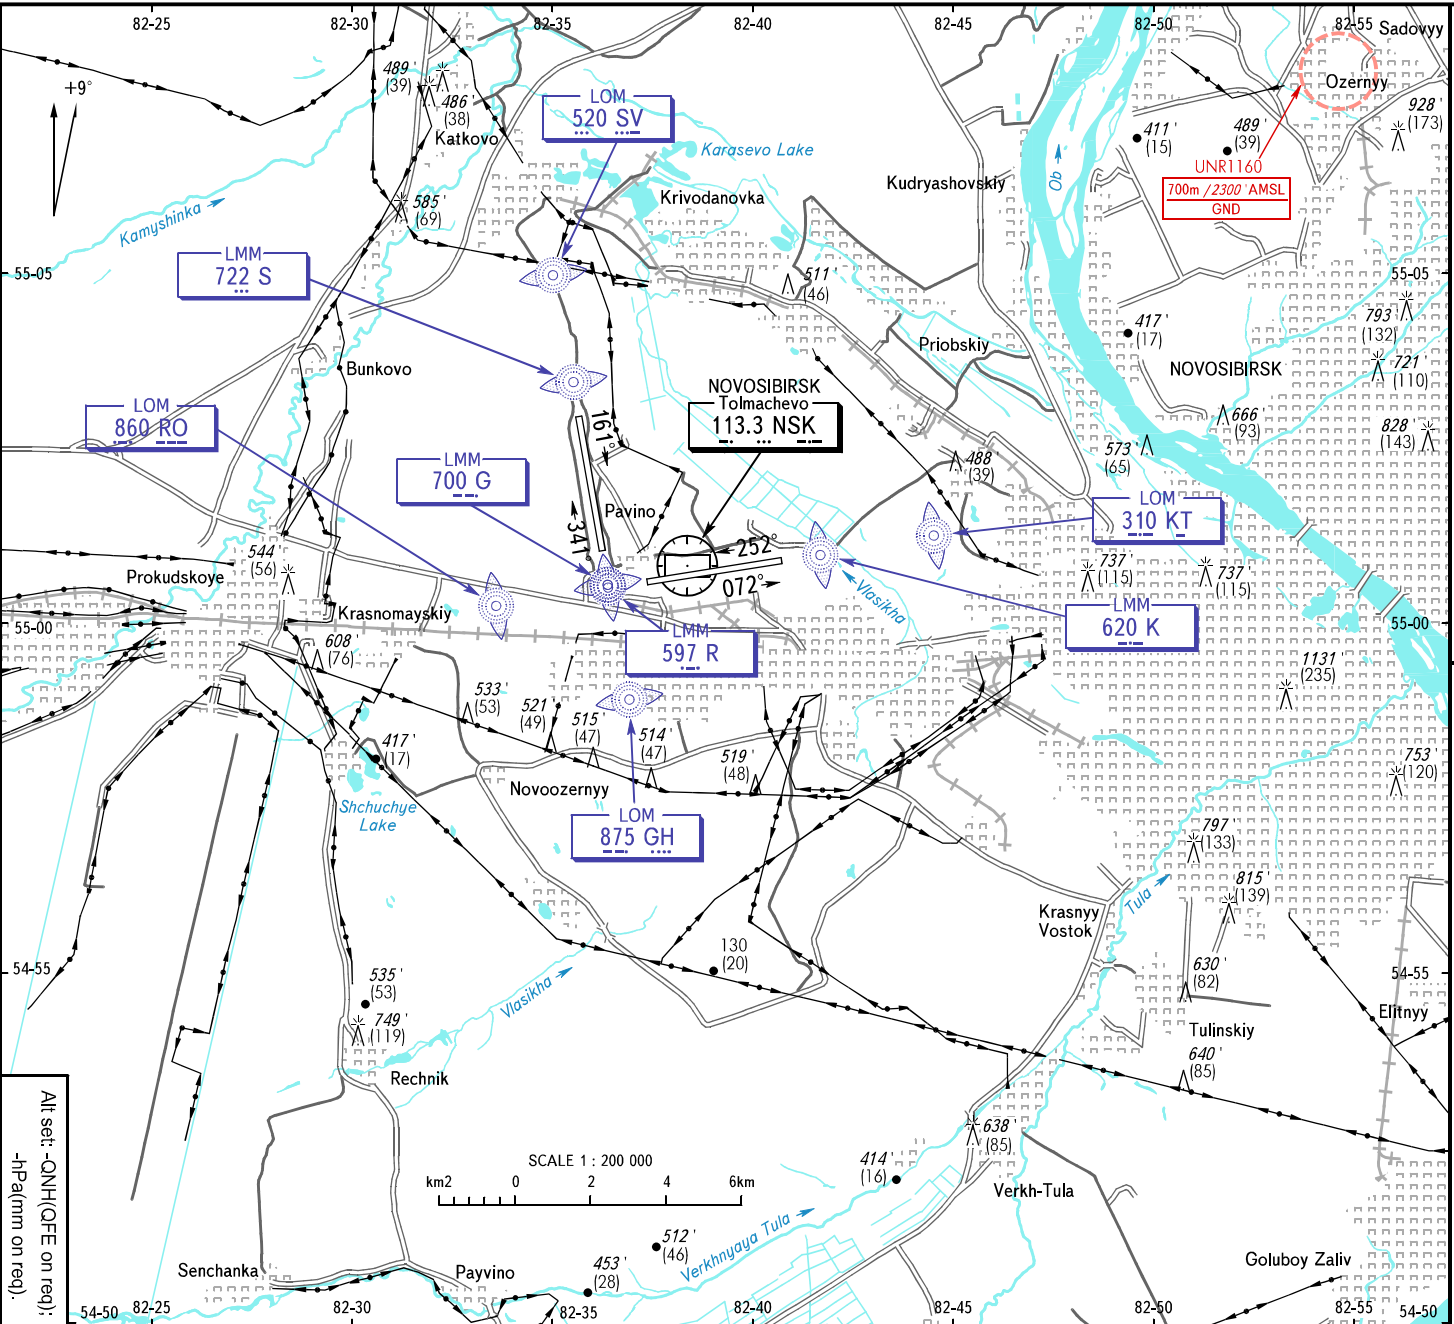 82-25
82-30
82-35
82-40
82-45
82-50
82-55
Sadovyy
+9°
489'
(39)
486'
(38)
Katkovo
LOM
520 SV
Karasevo Lake
Krivodanovka
Kudryashovskiy
Ob
411'
(15)
489'
(39)
Ozernyy
928'
(173)
UNR1160
700m / 2300' AMSL
GND
Kamyshinka
585'
(69)
LMM
722 S
55-05
511'
(46)
55-05
793'
(132)
417'
(17)
Priobskiy
NOVOSIBIRSK
721'
(110)
Bunkovo
NOVOSIBIRSK
Tolmachevo
113.3 NSK
LOM
860 RO
161°
666'
(93)
828'
(143)
573'
(65)
LMM
700 G
488'
(39)
Pavino
LOM
310 KT
341°
252°
072°
544'
(56)
Prokudskoye
737'
(115)
737'
(115)
Vlasikha
Krasnomayskiy
LMM
620 K
55-00
55-00
608'
(76)
LMM
597 R
1131'
(235)
533'
(53)
521'
(49)
515'
(47)
514'
(47)
519'
(48)
417'
(17)
753'
(120)
Shchuchye
Lake
Novoozernyy
LOM
875 GH
797'
(133)
815'
(139)
Tula
Krasnyy
Vostok
130
(20)
54-55
54-55
630'
(82)
535'
(53)
Vlasikha
749'
(119)
Elitnyy
Tulinskiy
640'
(85)
Rechnik
Alt set: -QNH(QFE on req);
-hPa(mm on req).
638'
(85)
SCALE 1 : 200 000
km2 0 2 4 6km
414'
(16)
Verkh-Tula
512'
(46)
Verkhnyaya Tula
453'
(28)
Senchanka
Payvino
Goluboy Zaliv
54-50
82-25
82-30
82-35
82-40
82-45
82-50
82-55
54-50